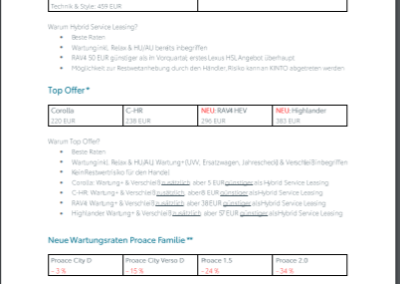 Technik & Style: 459 EUR
Warum Hybrid Service Leasing?
Beste Raten
Wartung inkl. Relax & HU/AU bereits inbegriffen
RAV4 50 EUR günstiger als im Vorquartal, erstes Lexus HSL Angebot überhaupt
Möglichkeit zur Restwertanhebung durch den Händler, Risiko kann an KINTO abgetreten werden
Top Offer *
Corolla C-HR NEU: RAV4 HEV NEU: Highlander
220 EUR 238 EUR 296 EUR 383 EUR
Warum Top Offer?
Beste Raten
Wartung inkl. Relax & HU/AU, Wartung+ (UVV, Ersatzwagen, Jahrescheck) & Verschleiß inbegriffen
Kein Restwertrisiko für den Handel
Corolla: Wartung+ & Verschleiß zusätzlich, aber 5 EUR günstiger als Hybrid Service Leasing
C-HR: Wartung+ & Verschleiß zusätzlich, aber 6 EUR günstiger als Hybrid Service Leasing
RAV4: Wartung+ & Verschleiß zusätzlich, aber 38 EUR günstiger als Hybrid Service Leasing
Highlander: Wartung+ & Verschleiß zusätzlich, aber 57 EUR günstiger als Hybrid Service Leasing
Neue Wartungsraten Proace Familie **
Proace City D Proace City Verso D Proace 1.5 Proace 2.0
– 3 % – 15 % – 24 % – 34 %